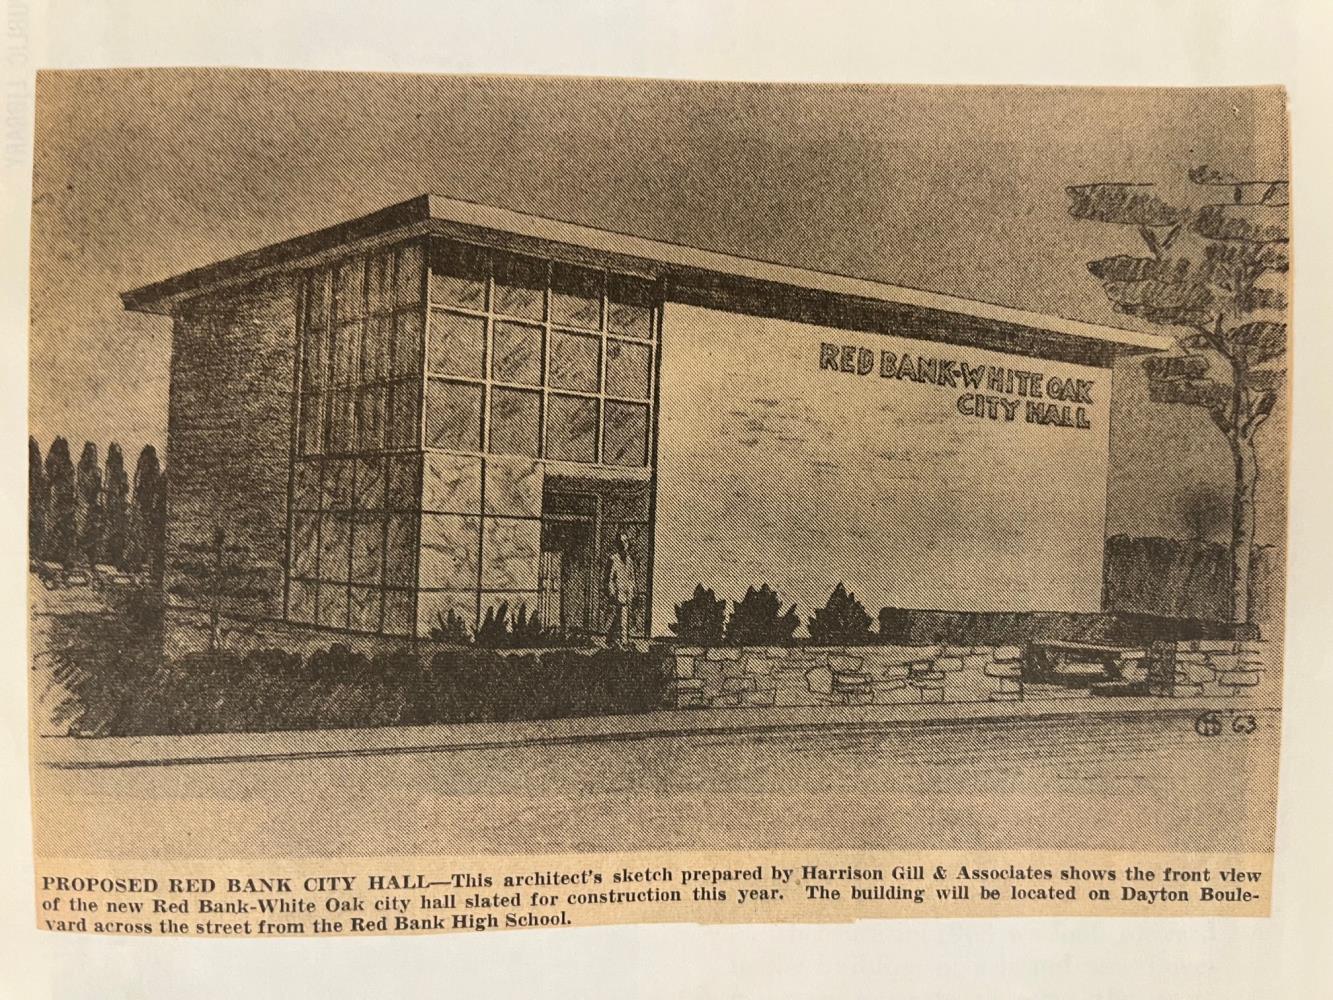 RED BANK-WHITE OAK
CITY HALL
'63
PROPOSED RED BANK CITY HALL—This architect's sketch prepared by Harrison Gill & Associates shows the front view
of the new Red Bank-White Oak city hall slated for construction this year. The building will be located on Dayton Boule-
vard across the street from the Red Bank High School.